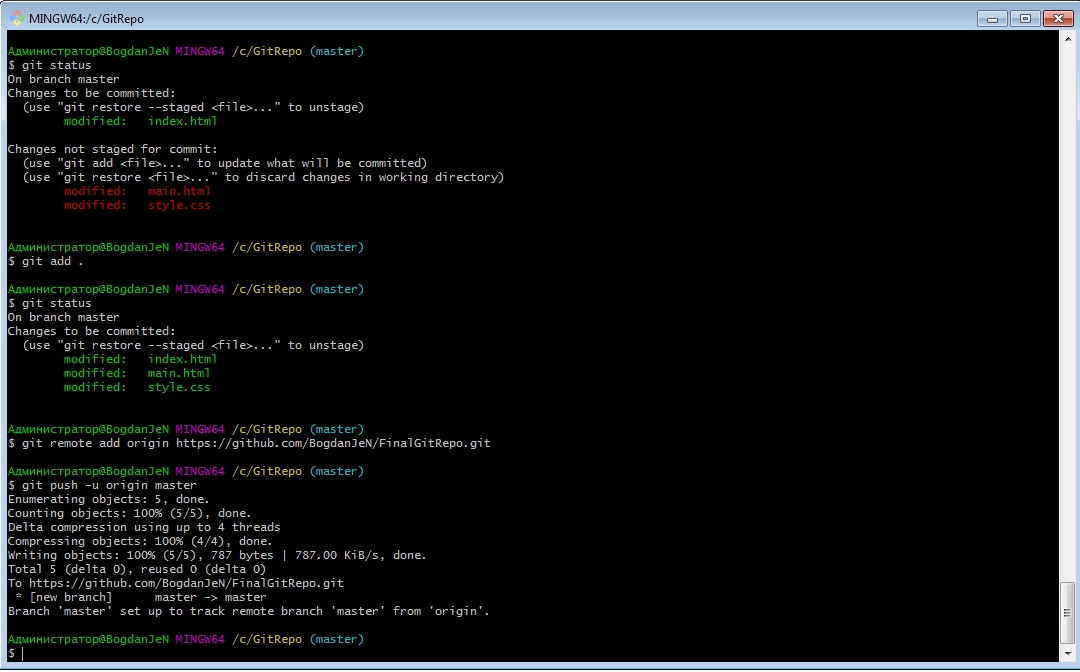 MINGW64:/c/GitRepo
Администратор@BogdanJeN MINGW64 /c/GitRepo (master)
$ git status
On branch master
Changes to be committed:
  (use "git restore --staged <file>..." to unstage)
        modified:   index.html
Changes not staged for commit:
  (use "git add <file>..." to update what will be committed)
  (use "git restore <file>..." to discard changes in working directory)
        modified:   main.html
        modified:   style.css
Администратор@BogdanJeN MINGW64 /c/GitRepo (master)
$ git add .
Администратор@BogdanJeN MINGW64 /c/GitRepo (master)
$ git status
On branch master
Changes to be committed:
  (use "git restore --staged <file>..." to unstage)
        modified:   index.html
        modified:   main.html
        modified:   style.css
Администратор@BogdanJeN MINGW64 /c/GitRepo (master)
$ git remote add origin https://github.com/BogdanJeN/FinalGitRepo.git
Администратор@BogdanJeN MINGW64 /c/GitRepo (master)
$ git push -u origin master
Enumerating objects: 5, done.
Counting objects: 100% (5/5), done.
Delta compression using up to 4 threads
Compressing objects: 100% (4/4), done.
Writing objects: 100% (5/5), 787 bytes | 787.00 KiB/s, done.
Total 5 (delta 0), reused 0 (delta 0)
To https://github.com/BogdanJeN/FinalGitRepo.git
 * [new branch]      master -> master
Branch 'master' set up to track remote branch 'master' from 'origin'.
Администратор@BogdanJeN MINGW64 /c/GitRepo (master)
$